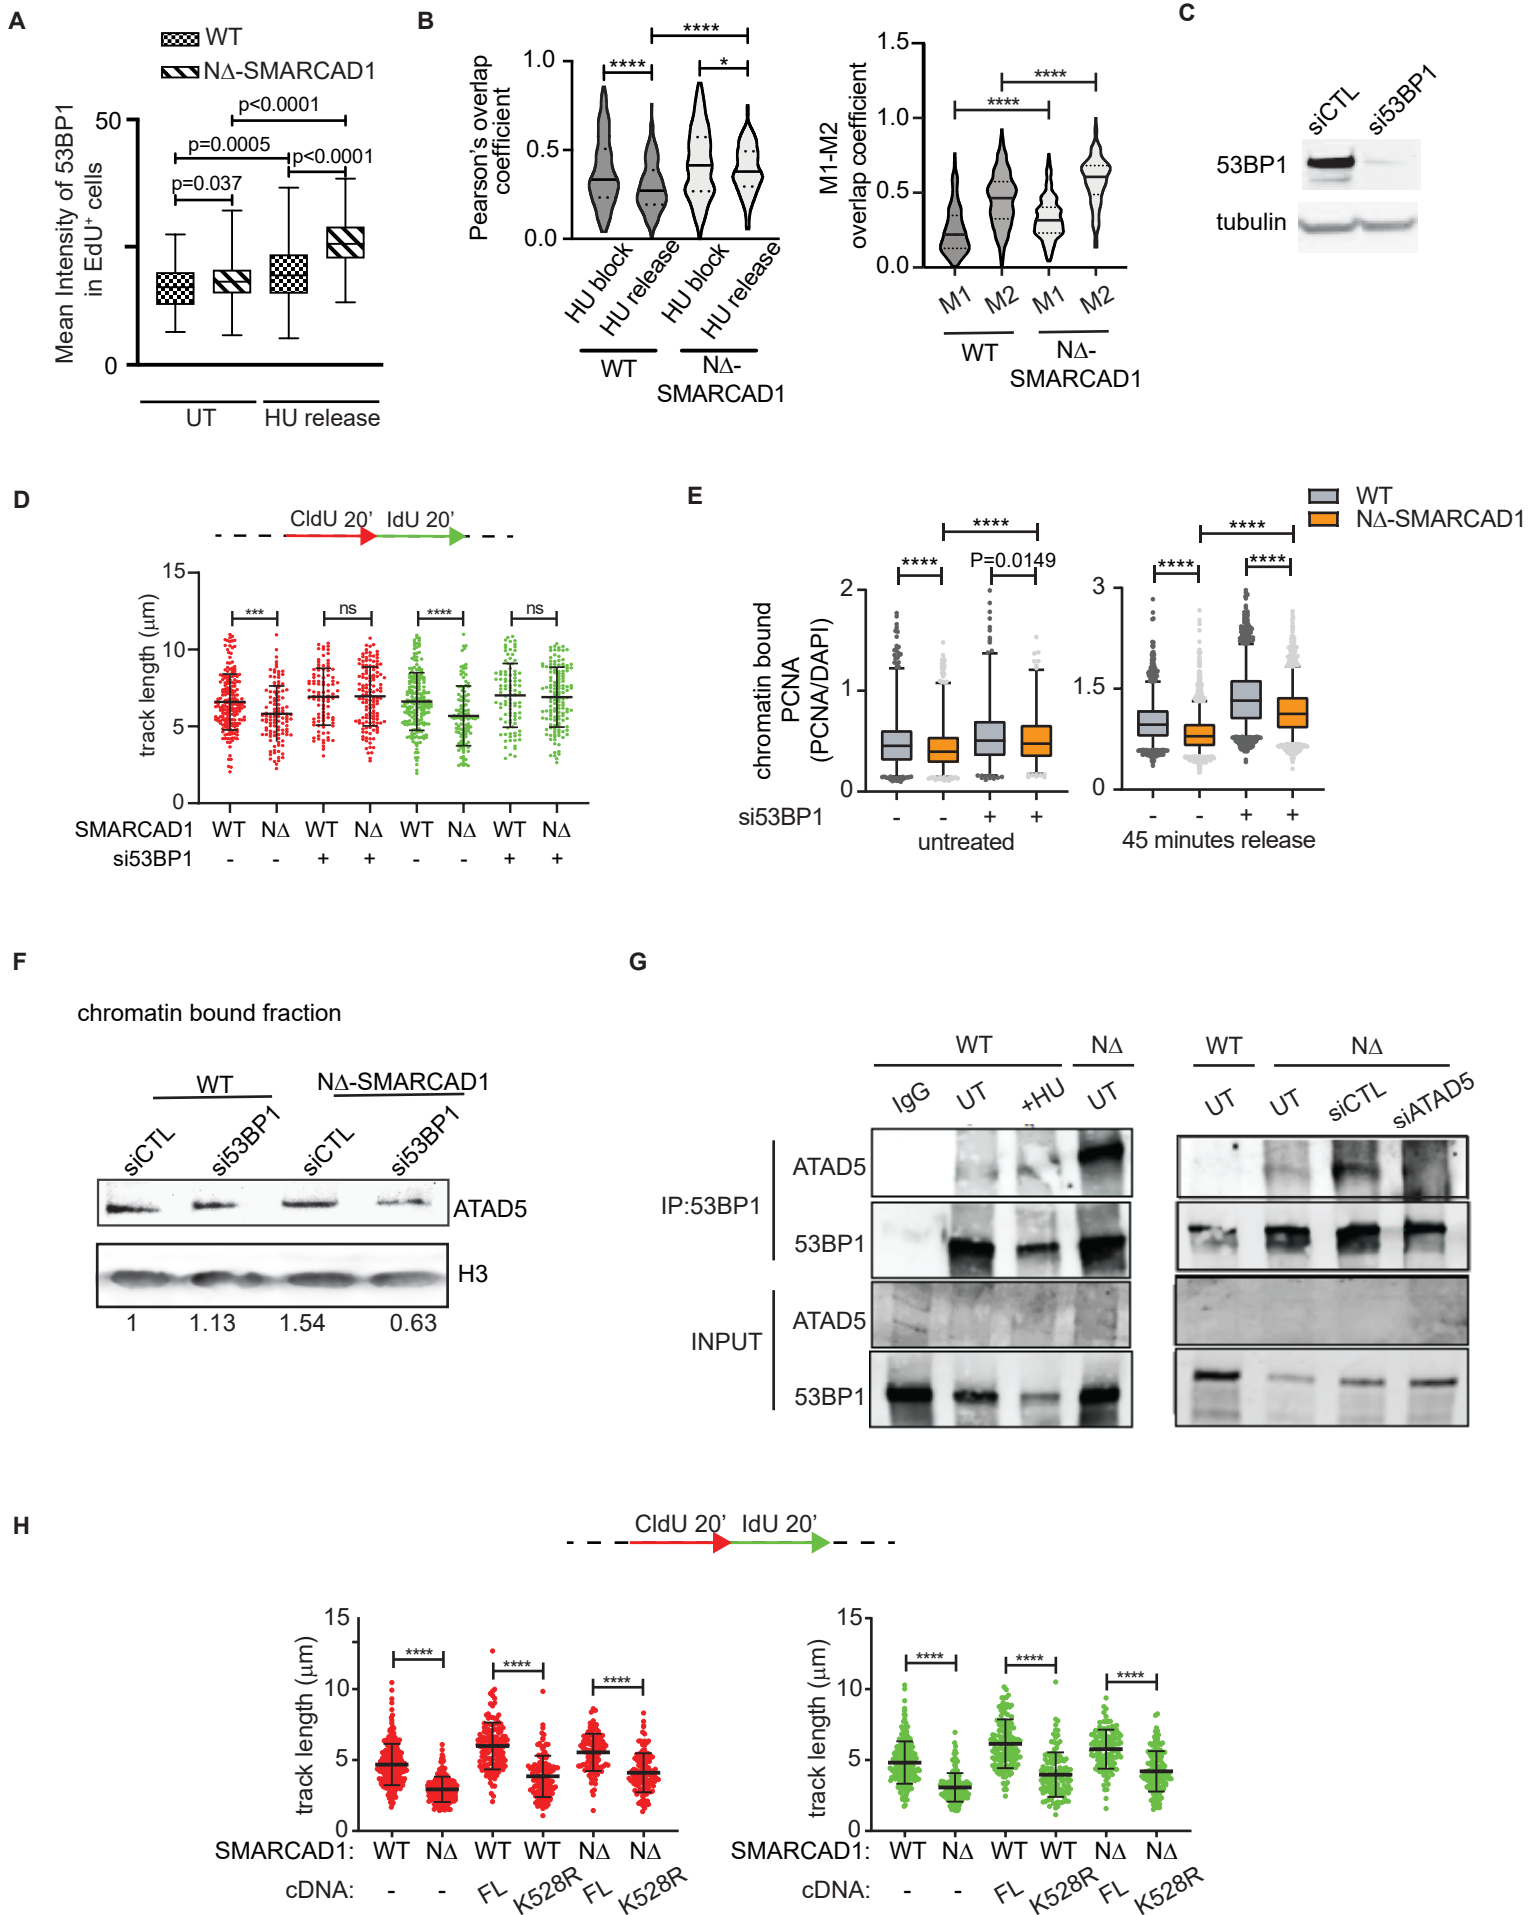 A
WT
NΔ-SMARCAD1
p<0.0001
p=0.0005
p<0.0001
p=0.037
50
0
Mean Intensity of 53BP1
in EdU+ cells
UT
HU release
B
****
****
*
1.0
0.5
0.0
Pearson's overlap
coefficient
HU block
HU release
HU block
HU release
WT
NΔ-
SMARCAD1
1.5
1.0
0.5
0.0
M1-M2
overlap coefficient
****
****
M1
M2
M1
M2
WT
NΔ-
SMARCAD1
C
siCTL
si53BP1
53BP1
tubulin
D
CldU 20'
IdU 20'
15
10
5
0
track length (μm)
***
ns
****
ns
SMARCAD1 WT NΔ WT NΔ WT NΔ WT NΔ
si53BP1 - - + + - - + +
E
WT
NΔ-SMARCAD1
****
****
P=0.0149
2
1
0
chromatin bound
PCNA
(PCNA/DAPI)
****
****
****
3
1.5
0
si53BP1 - - + + - - + +
untreated
45 minutes release
F
chromatin bound fraction
WT
NΔ-SMARCAD1
siCTL
si53BP1
siCTL
si53BP1
ATAD5
H3
1 1.13 1.54 0.63
G
WT
NΔ
IgG
UT
+HU
UT
WT
NΔ
UT
UT
siCTL
siATAD5
IP:53BP1
ATAD5
53BP1
INPUT
ATAD5
53BP1
H
CldU 20'
IdU 20'
15
10
5
0
track length (μm)
****
****
****
SMARCAD1: WT NΔ WT WT NΔ NΔ
cDNA: - - FL K528R FL K528R
15
10
5
0
track length (μm)
****
****
****
SMARCAD1: WT NΔ WT WT NΔ NΔ
cDNA: - - FL K528R FL K528R